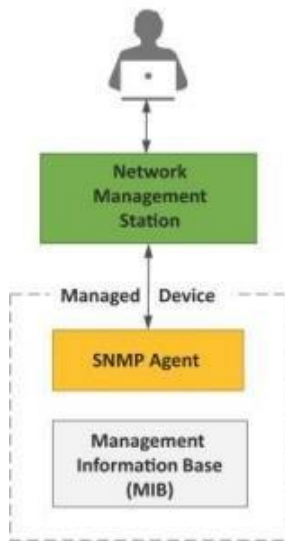 Network
Management
Station
Managed Device
SNMP Agent
Management
Information Base
(MIB)